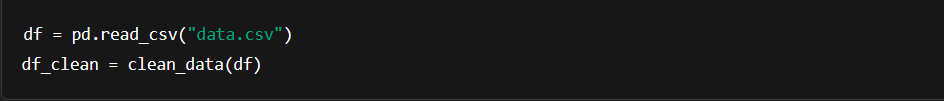 df = pd.read_csv("data.csv")
df_clean = clean_data(df)